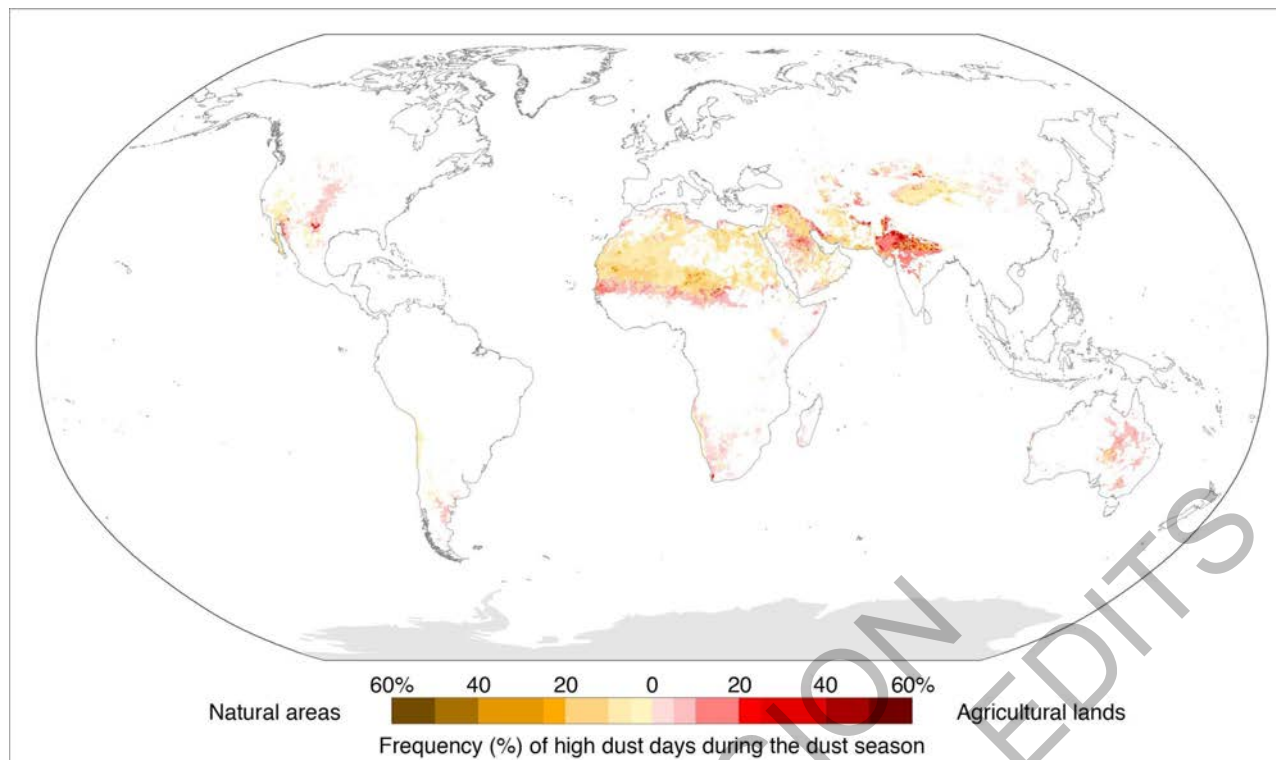 60% 40 20 0 20 40 60%
Natural areas Agricultural lands
Frequency (%) of high dust days during the dust season
SION
EDITS